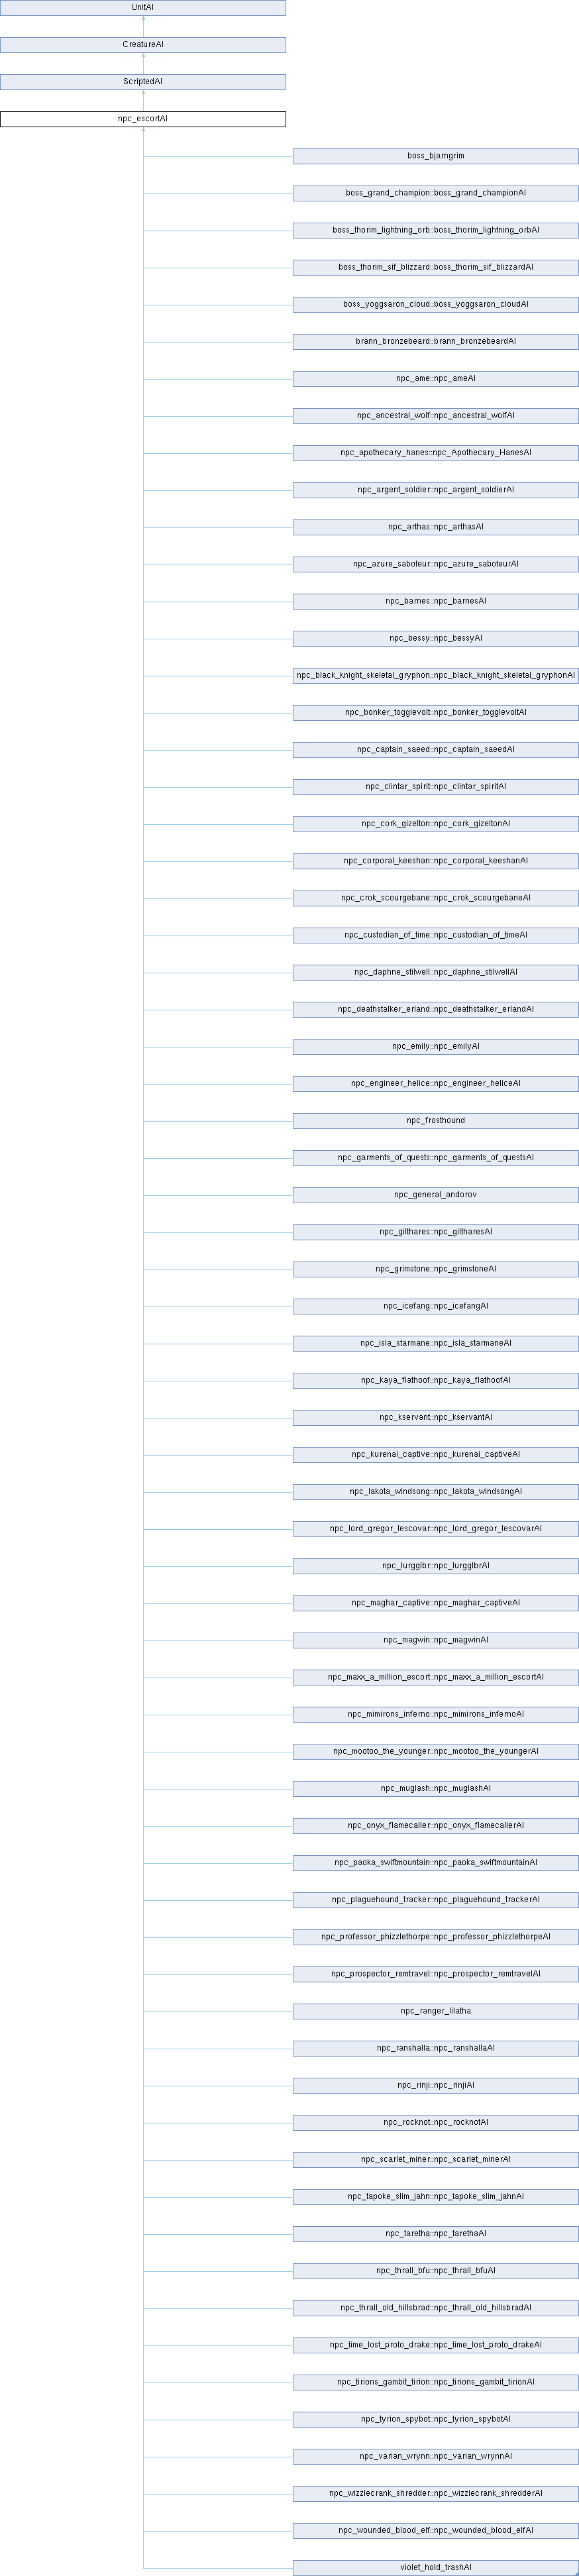 UnitAI
CreatureAI
ScriptedAI
npc_escortAI
boss_bjarngrim
boss_grand_champion::boss_grand_championAI
boss_thorim_lightning_orb::boss_thorim_lightning_orbAI
boss_thorim_sif_blizzard::boss_thorim_sif_blizzardAI
boss_yoggsaron_cloud::boss_yoggsaron_cloudAI
brann_bronzebeard::brann_bronzebeardAI
npc_ame::npc_ameAI
npc_ancestral_wolf::npc_ancestral_wolfAI
npc_apothecary_hanes::npc_Apothecary_HanesAI
npc_argent_soldier::npc_argent_soldierAI
npc_arthas::npc_arthasAI
npc_azure_saboteur::npc_azure_saboteurAI
npc_barnes::npc_barnesAI
npc_bessy::npc_bessyAI
npc_black_knight_skeletal_gryphon::npc_black_knight_skeletal_gryphonAI
npc_bonker_togglevolt::npc_bonker_togglevoltAI
npc_captain_saeed::npc_captain_saeedAI
npc_clintar_spirit::npc_clintar_spiritAI
npc_cork_gizelton::npc_cork_gizeltonAI
npc_corporal_keeshan::npc_corporal_keeshanAI
npc_crok_scourgebane::npc_crok_scourgebaneAI
npc_custodian_of_time::npc_custodian_of_timeAI
npc_daphne_stilwell::npc_daphne_stilwellAI
npc_deathstalker_erland::npc_deathstalker_erlandAI
npc_emily::npc_emilyAI
npc_engineer_helice::npc_engineer_heliceAI
npc_frosthound
npc_garments_of_quests::npc_garments_of_questsAI
npc_general_andorov
npc_gilthares::npc_giltharesAI
npc_grimstone::npc_grimstoneAI
npc_icefang::npc_icefangAI
npc_isla_starmane::npc_isla_starmaneAI
npc_kaya_flathoof::npc_kaya_flathoofAI
npc_kservant::npc_kservantAI
npc_kurenai_captive::npc_kurenai_captiveAI
npc_lakota_windsong::npc_lakota_windsongAI
npc_lord_gregor_lescovar::npc_lord_gregor_lescovarAI
npc_lurgglbr::npc_lurgglbrAI
npc_maghar_captive::npc_maghar_captiveAI
npc_magwin::npc_magwinAI
npc_maxx_a_million_escort::npc_maxx_a_million_escortAI
npc_mimirons_inferno::npc_mimirons_infernoAI
npc_mootoo_the_younger::npc_mootoo_the_youngerAI
npc_muglash::npc_muglashAI
npc_onyx_flamecaller::npc_onyx_flamecallerAI
npc_paoka_swiftmountain::npc_paoka_swiftmountainAI
npc_plaguehound_tracker::npc_plaguehound_trackerAI
npc_professor_phizzlethorpe::npc_professor_phizzlethorpeAI
npc_prospector_remtravel::npc_prospector_remtravelAI
npc_ranger_lilatha
npc_ranshalla::npc_ranshallaAI
npc_rinji::npc_rinjiAI
npc_rocknot::npc_rocknotAI
npc_scarlet_miner::npc_scarlet_minerAI
npc_tapoke_slim_jahn::npc_tapoke_slim_jahnAI
npc_taretha::npc_tarethaAI
npc_thrall_bfu::npc_thrall_bfuAI
npc_thrall_old_hillsbrad::npc_thrall_old_hillsbradAI
npc_time_lost_proto_drake::npc_time_lost_proto_drakeAI
npc_tirions_gambit_tirion::npc_tirions_gambit_tirionAI
npc_tyrion_spybot::npc_tyrion_spybotAI
npc_varian_wrynn::npc_varian_wrynnAI
npc_wizzlecrank_shredder::npc_wizzlecrank_shredderAI
npc_wounded_blood_elf::npc_wounded_blood_elfAI
violet_hold_trashAI